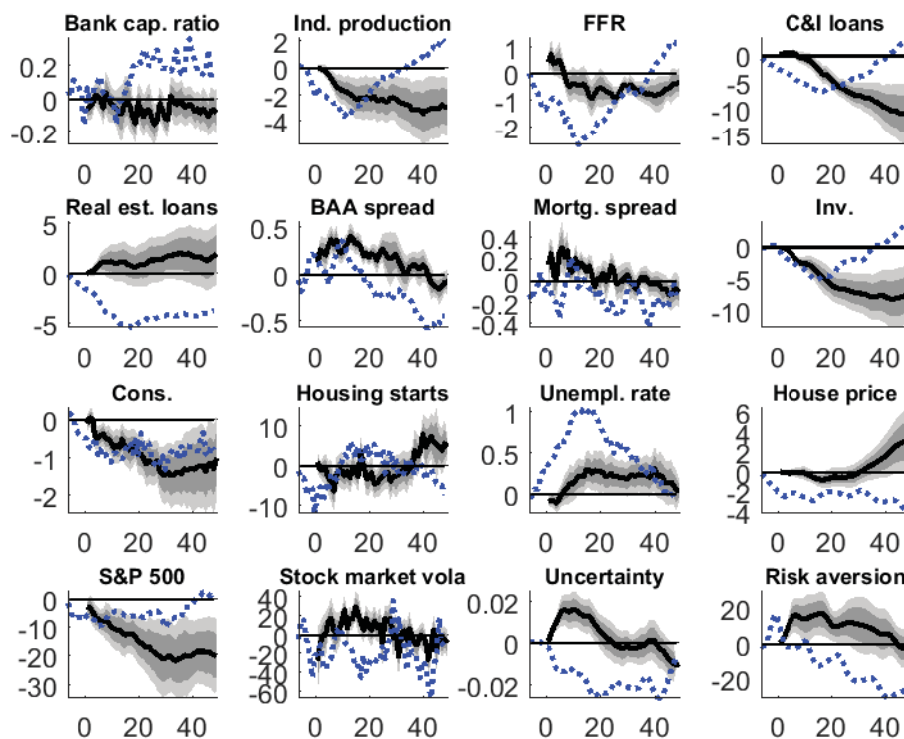 Bank cap. ratio
0.2
0
-0.2
0 20 40
Ind. production
2
0
-2
-4
0 20 40
FFR
1
0
-1
-2
0 20 40
C&I loans
0
-5
-10
-15
0 20 40
Real est. loans
5
0
-5
0 20 40
BAA spread
0.5
0
-0.5
0 20 40
Mortg. spread
0.4
0.2
0
-0.2
-0.4
0 20 40
Inv.
0
-5
-10
0 20 40
Cons.
0
-1
-2
0 20 40
Housing starts
10
0
-10
0 20 40
Unempl. rate
1
0.5
0
0 20 40
House price
6
4
2
0
-2
-4
0 20 40
S&P 500
0
-10
-20
-30
0 20 40
Stock market vola
40
20
0
-20
-40
-60
0 20 40
Uncertainty
0.02
0
-0.02
0 20 40
Risk aversion
20
0
-20
0 20 40